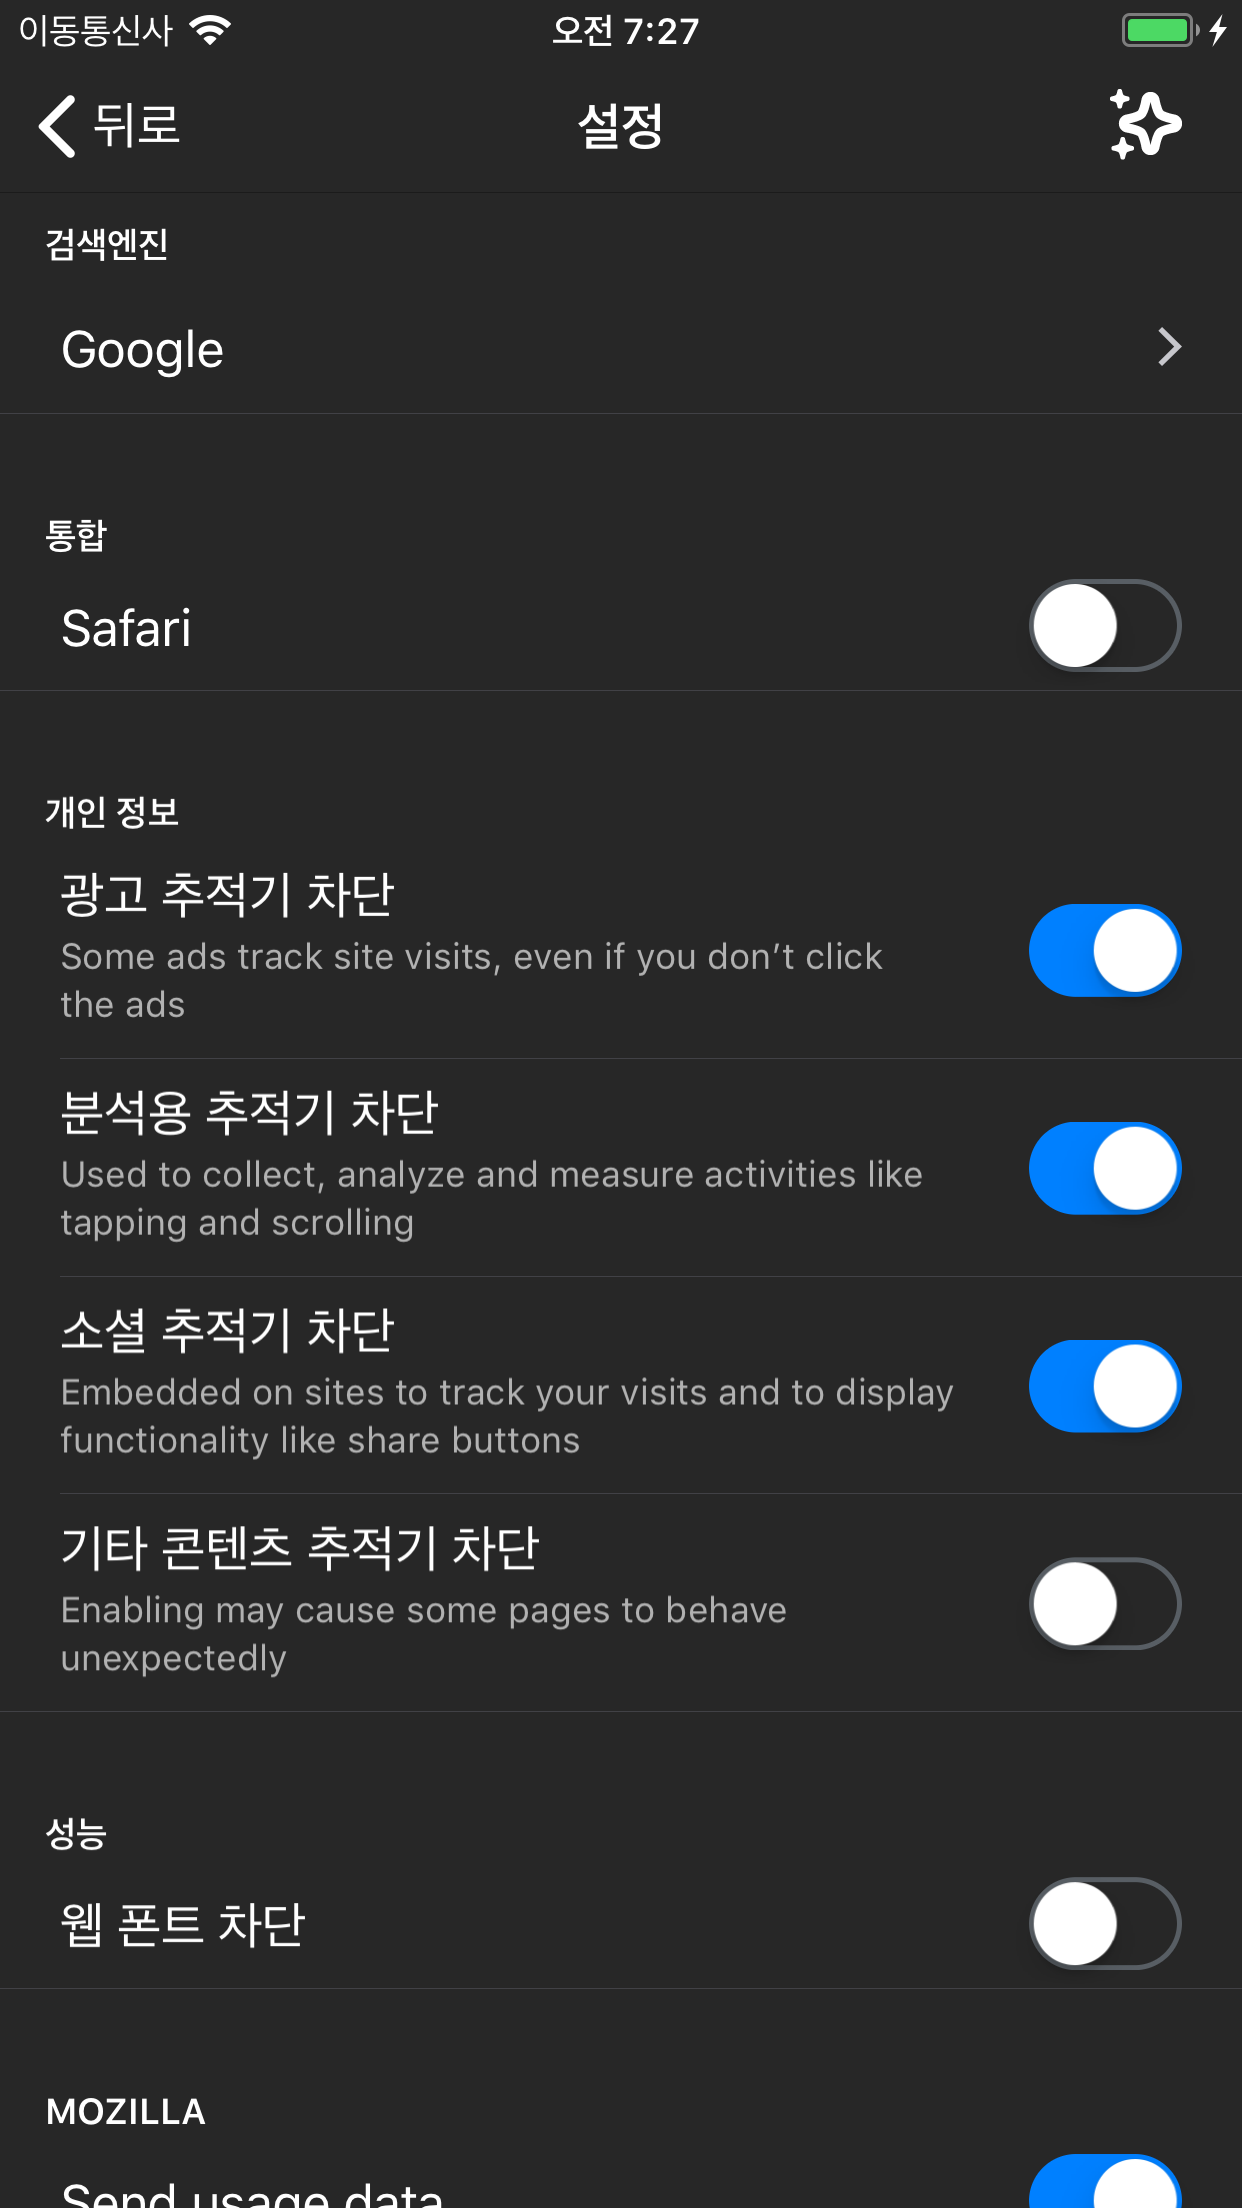 이동통신사
오전 7:27
뒤로
설정
검색엔진
Google
통합
Safari
개인 정보
광고 추적기 차단
Some ads track site visits, even if you don’t click
the ads
분석용 추적기 차단
Used to collect, analyze and measure activities like
tapping and scrolling
소셜 추적기 차단
Embedded on sites to track your visits and to display
functionality like share buttons
기타 콘텐츠 추적기 차단
Enabling may cause some pages to behave
unexpectedly
성능
웹 폰트 차단
MOZILLA
Send usage data